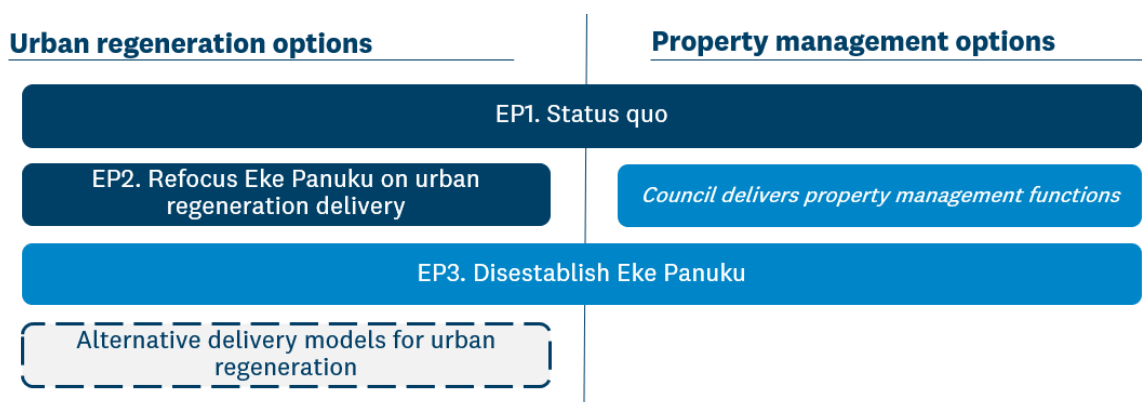 Urban regeneration options
Property management options
EP1. Status quo
EP2. Refocus Eke Panuku on urban
regeneration delivery
Council delivers property management functions
EP3. Disestablish Eke Panuku
Alternative delivery models for urban
regeneration